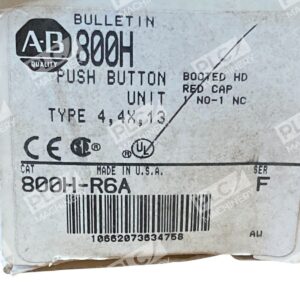 BULLETIN
A-B
QUALITY
800H
PUSH BUTTON
UNIT
BOOTED HD
RED CAP
1 NO-1 NC
TYPE 4,4X,13
CE
UL
CAT
MADE IN U.S.A.
SER
800H-R6A
F
10662073634758
AW